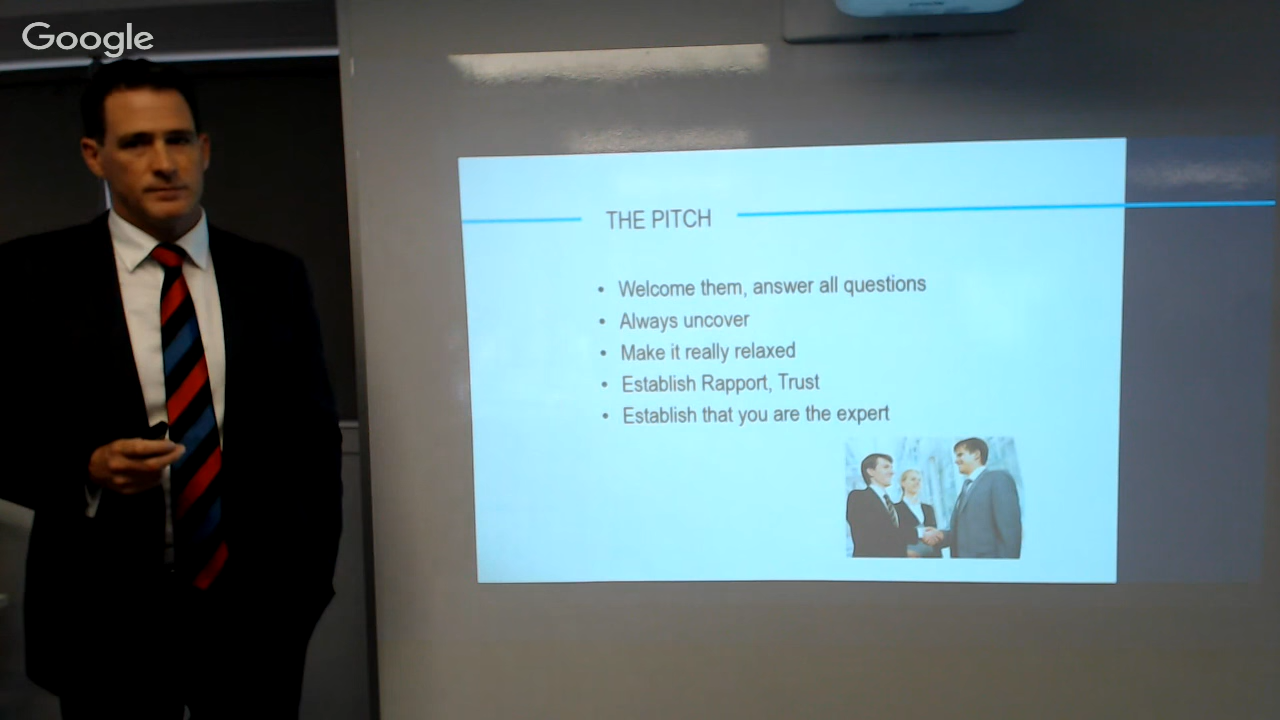 Google
THE PITCH
• Welcome them, answer all questions
• Always uncover
• Make it really relaxed
• Establish Rapport, Trust
• Establish that you are the expert